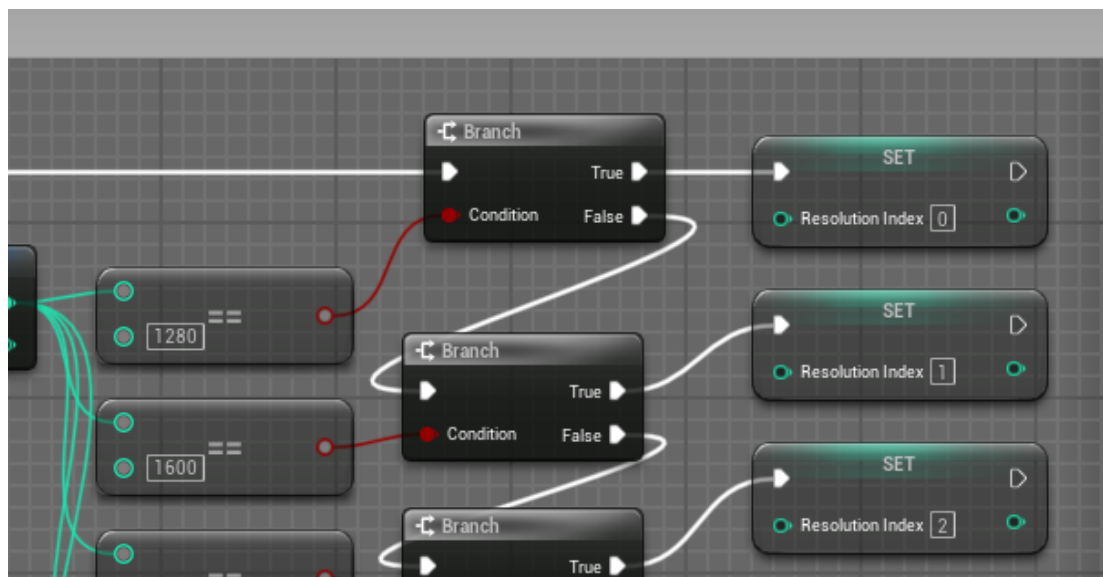 Branch
True
Condition
False
SET
Resolution Index 0
==
1280
Branch
True
Condition
False
SET
Resolution Index 1
==
1600
Branch
True
SET
Resolution Index 2
==